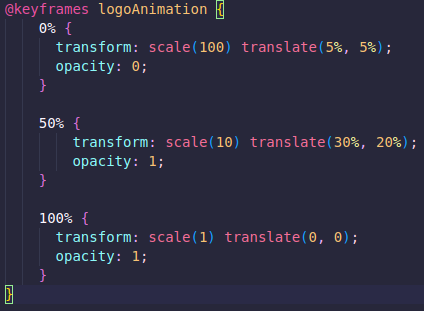 @keyframes logoAnimation {
    0% {
      transform: scale(100) translate(5%, 5%);
      opacity: 0;
    }

    50% {
        transform: scale(10) translate(30%, 20%);
        opacity: 1;
    }

    100% {
      transform: scale(1) translate(0, 0);
      opacity: 1;
    }
}